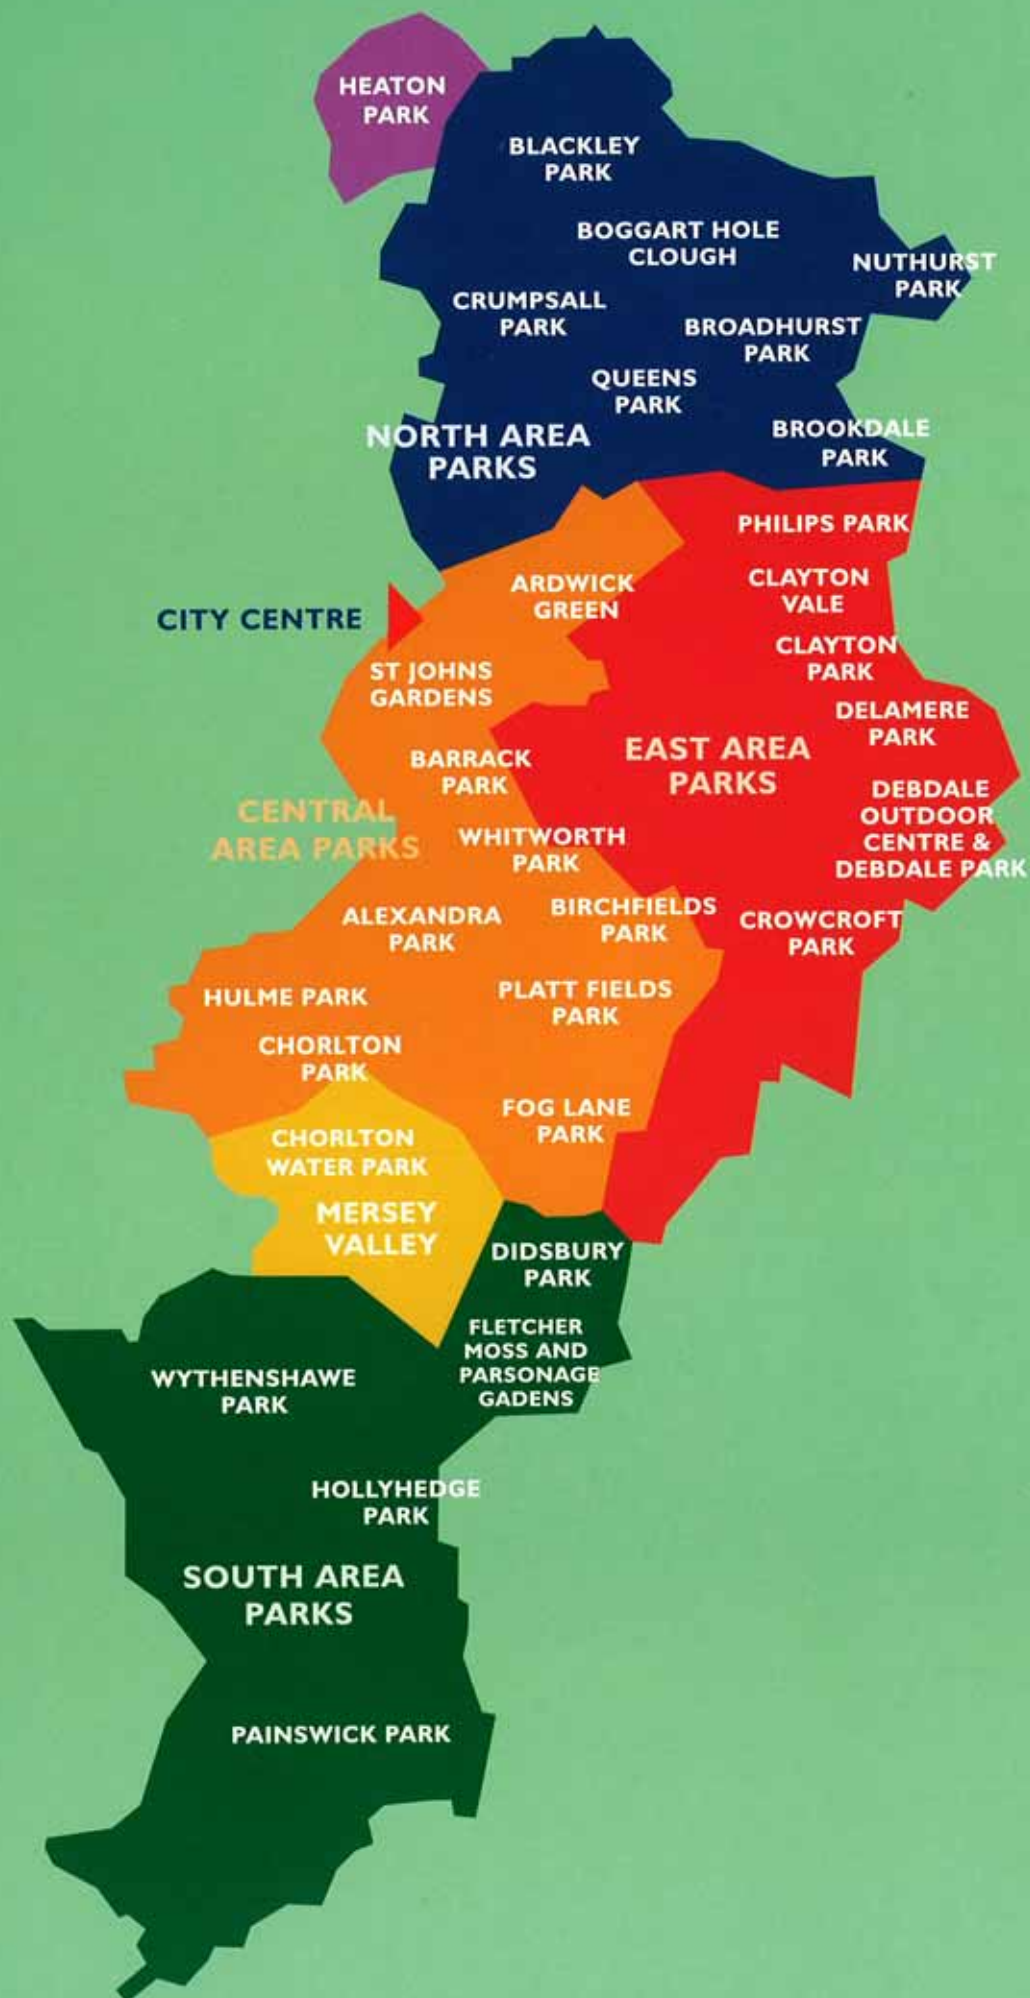 HEATON
PARK
BLACKLEY
PARK
BOGGART HOLE
CLOUGH
NUTHURST
PARK
CRUMPSALL
PARK
BROADHURST
PARK
QUEENS
PARK
NORTH AREA
PARKS
BROOKDALE
PARK
PHILIPS PARK
ARDWICK
GREEN
CLAYTON
VALE
CITY CENTRE
CLAYTON
PARK
ST JOHNS
GARDENS
DELAMERE
PARK
EAST AREA
PARKS
BARRACK
PARK
DEBDALE
OUTDOOR
CENTRE &
DEBDALE PARK
CENTRAL
AREA PARKS
WHITWORTH
PARK
ALEXANDRA
PARK
BIRCHFIELDS
PARK
CROWCROFT
PARK
HULME PARK
PLATT FIELDS
PARK
CHORLTON
PARK
FOG LANE
PARK
CHORLTON
WATER PARK
MERSEY
VALLEY
DIDSBURY
PARK
FLETCHER
MOSS AND
PARSONAGE
GADENS
WYTHENSHAWE
PARK
HOLLYHEDGE
PARK
SOUTH AREA
PARKS
PAINSWICK PARK